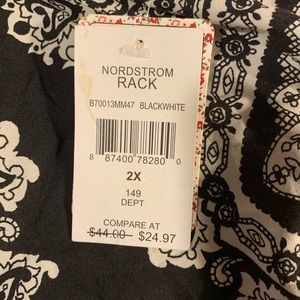 NORDSTROM
RACK
B70013MM47 BLACKWHITE
8 87400 78280 0
2X
149
DEPT
COMPARE AT
$44.00 $24.97